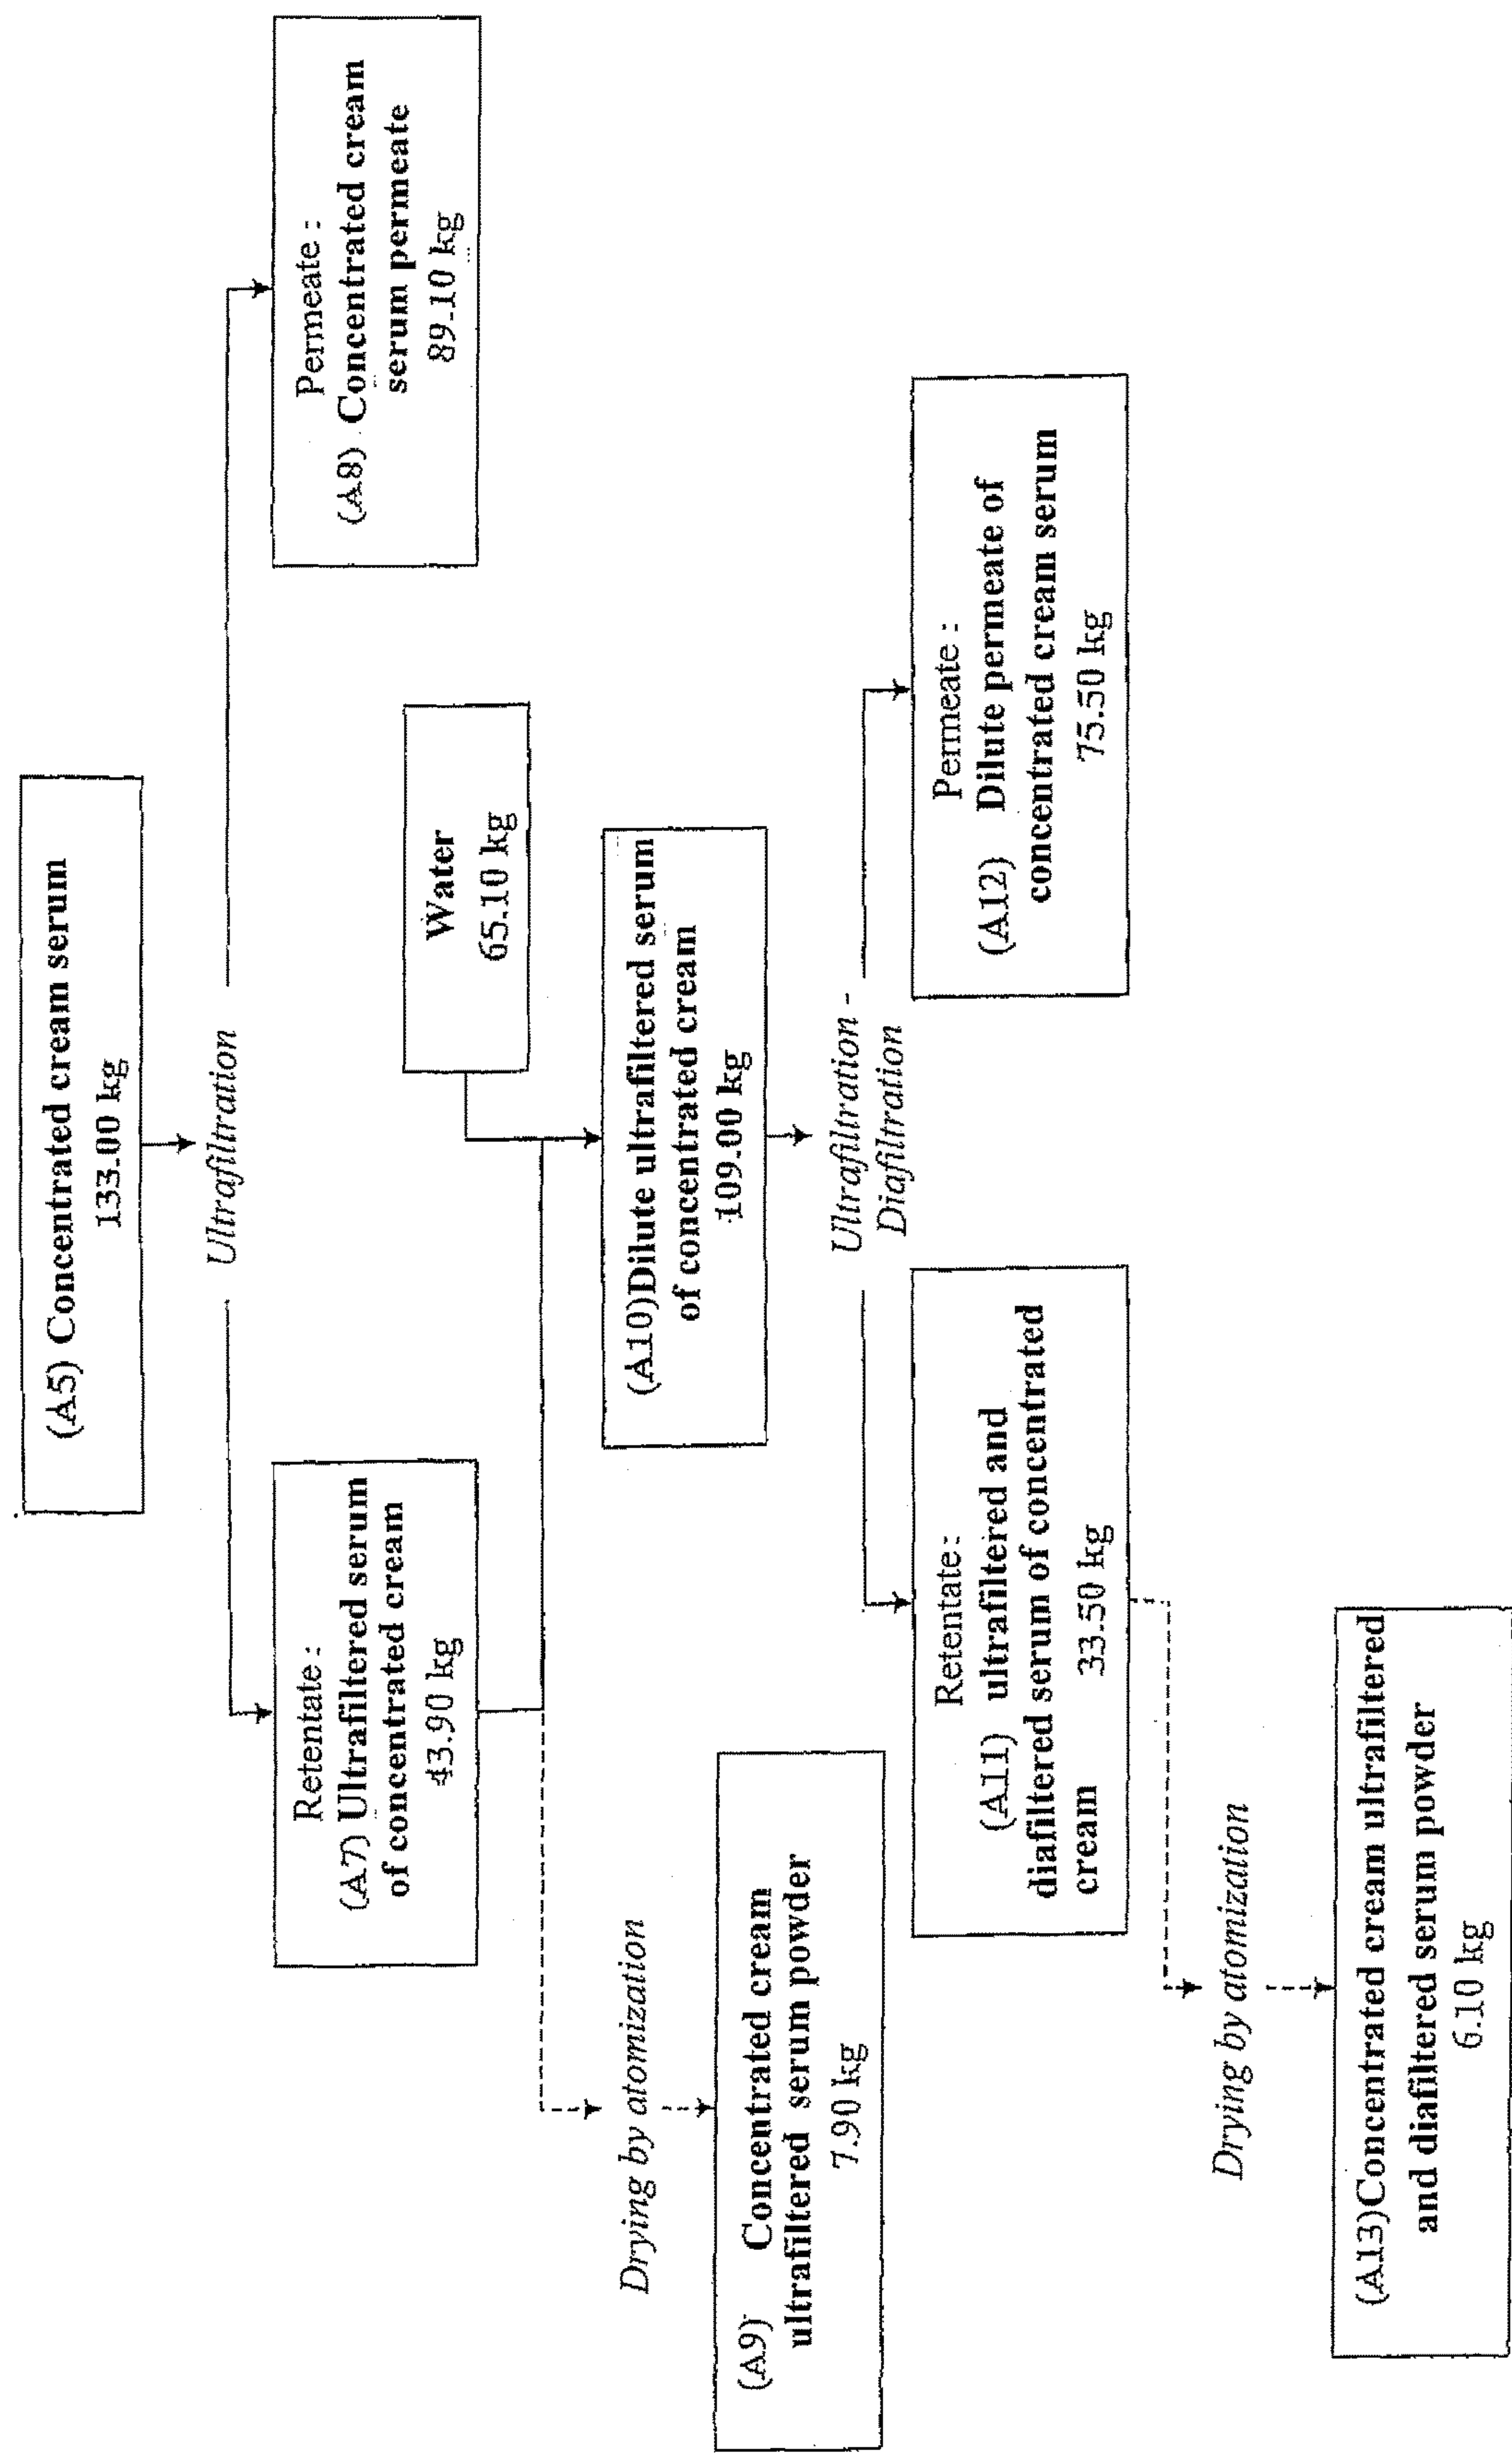 (A5) Concentrated cream serum
133.00 kg
Ultrafiltration
Retentate :
(A7) Ultrafiltered serum
of concentrated cream
43.90 kg
Permeate :
(A8) Concentrated cream
serum permeate
89.10 kg
Water
65.10 kg
(A10)Dilute ultrafiltered serum
of concentrated cream
109.00 kg
Drying by atomization
(A9) Concentrated cream
ultrafiltered serum powder
7.90 kg
Ultrafiltration -
Diafiltration
Retentate :
(A11) ultrafiltered and
diafiltered serum of concentrated
cream 33.50 kg
Permeate :
(A12) Dilute permeate of
concentrated cream serum
75.50 kg
Drying by atomization
(A13)Concentrated cream ultrafiltered
and diafiltered serum powder
6.10 kg